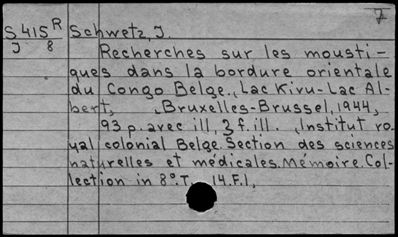 7
S415R Schwetz, J.
J 8
Recherches sur les mousti-
ques dans la bordure orientale
du Congo Belge., Lac Kivu-Lac Al-
bert, , Bruxelles-Brussel, 1944,
93 p. avec ill, 3 f. ill. , Institut ro-
yal colonial Belge. Section des sciences
naturelles et médicales. Mémoire. Col-
lection in 8°. T. 14. F. 1,